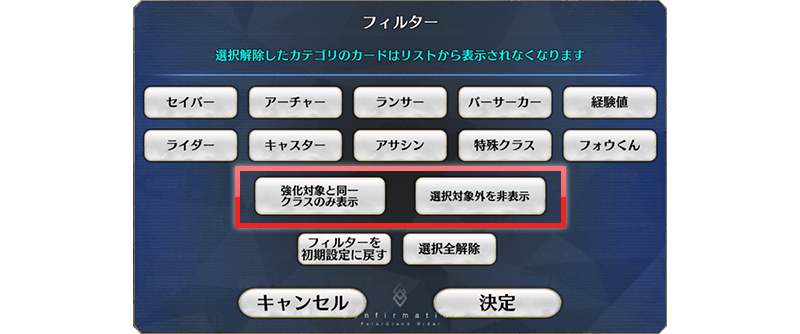 フィルター
選択解除したカテゴリのカードはリストから表示されなくなります
セイバー アーチャー ランサー バーサーカー 経験値
ライダー キャスター アサシン 特殊クラス フォウくん
強化対象と同一
クラスのみ表示
選択対象外を非表示
フィルターを
初期設定に戻す
選択全解除
キャンセル 決定
Fate/Grand Order